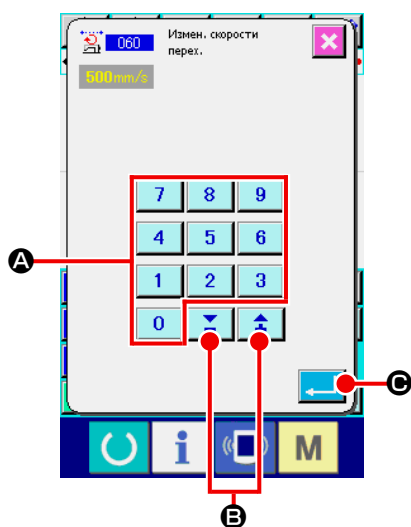 060
Измен. скорости
перех.
500mm/s
7 8 9
A
4 5 6
1 2 3
0
C
i M
B